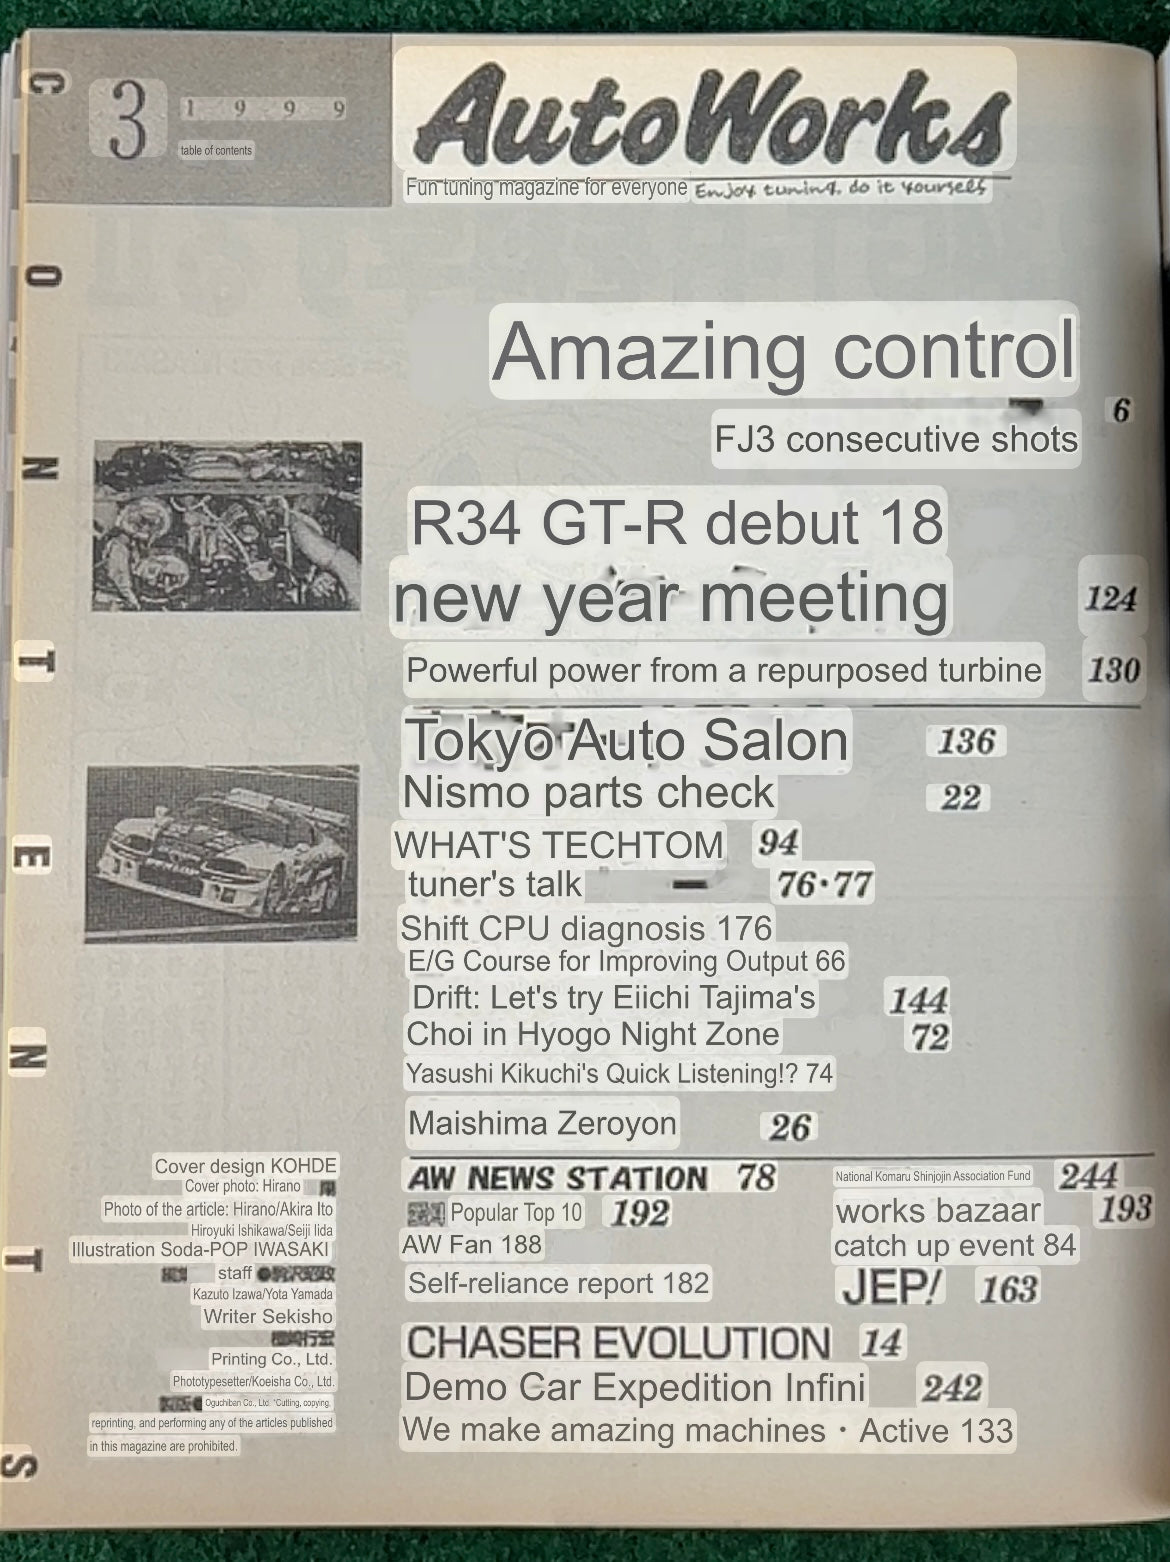 CONTENTS
3 1999
table of contents
AutoWorks
Fun tuning magazine for everyone Enjoy tuning, do it yourself
Amazing control
6
FJ3 consecutive shots
R34 GT-R debut 18
new year meeting 124
Powerful power from a repurposed turbine 130
Tokyo Auto Salon 136
Nismo parts check 22
WHAT'S TECHTOM 94
tuner's talk 76·77
Shift CPU diagnosis 176
E/G Course for Improving Output 66
Drift: Let's try Eiichi Tajima's 144
Choi in Hyogo Night Zone 72
Yasushi Kikuchi's Quick Listening!? 74
Maishima Zeroyon 26
AW NEWS STATION 78
Popular Top 10 192
AW Fan 188
Self-reliance report 182
National Komaru Shinjojin Association Fund 244
works bazaar 193
catch up event 84
JEP! 163
CHASER EVOLUTION 14
Demo Car Expedition Infini 242
We make amazing machines・Active 133
Cover design KOHDE
Cover photo: Hirano
Photo of the article: Hirano/Akira Ito
Hiroyuki Ishikawa/Seiji Iida
Illustration Soda-POP IWASAKI
staff ●
Kazuto Izawa/Yota Yamada
Writer Sekisho
Printing Co., Ltd.
Phototypesetter/Koeisha Co., Ltd.
Oguchiban Co., Ltd. *Cutting, copying,
reprinting, and performing any of the articles published
in this magazine are prohibited.